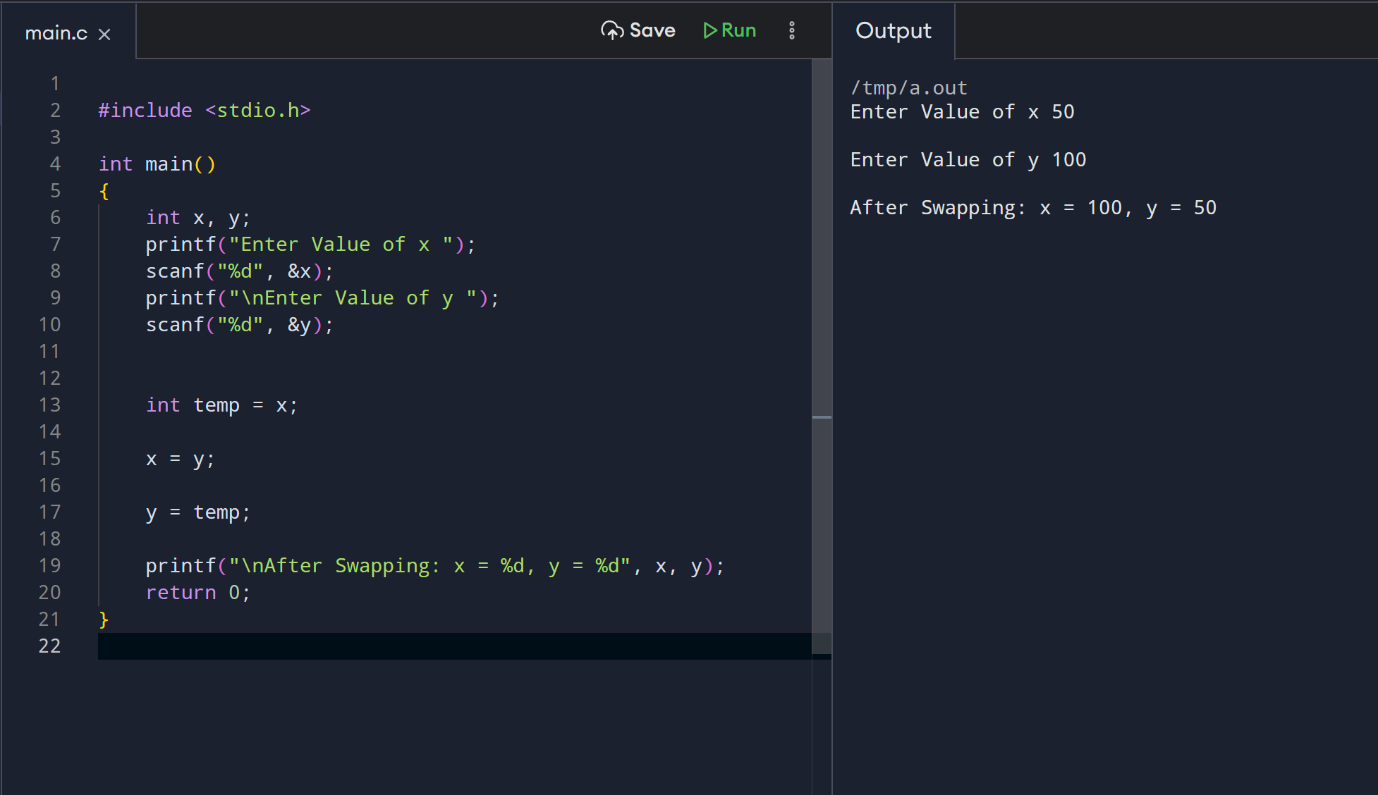 main.c ×
Save
Run
Output
1
2 #include <stdio.h>
3
4 int main()
5 {
6     int x, y;
7     printf("Enter Value of x ");
8     scanf("%d", &x);
9     printf("\nEnter Value of y ");
10     scanf("%d", &y);
11
12
13     int temp = x;
14
15     x = y;
16
17     y = temp;
18
19     printf("\nAfter Swapping: x = %d, y = %d", x, y);
20     return 0;
21 }
22
/tmp/a.out
Enter Value of x 50
Enter Value of y 100
After Swapping: x = 100, y = 50